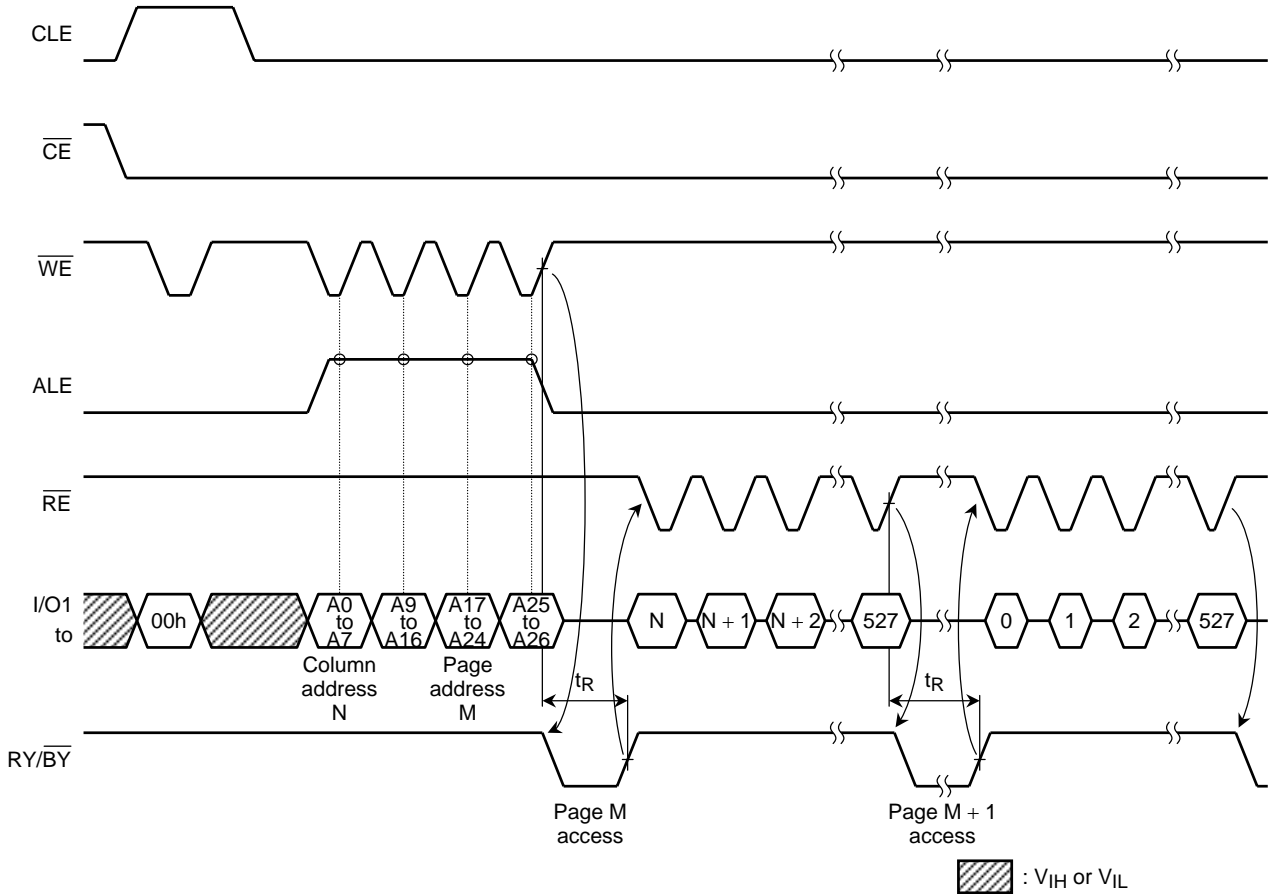 CLE
CE
WE
ALE
RE
I/O1
to
00h
A0
to
A7
A9
to
A16
A17
to
A24
A25
to
A26
N
N + 1
N + 2
527
0
1
2
527
Column
address
N
Page
address
M
tR
tR
RY/BY
Page M
access
Page M + 1
access
: VIH or VIL